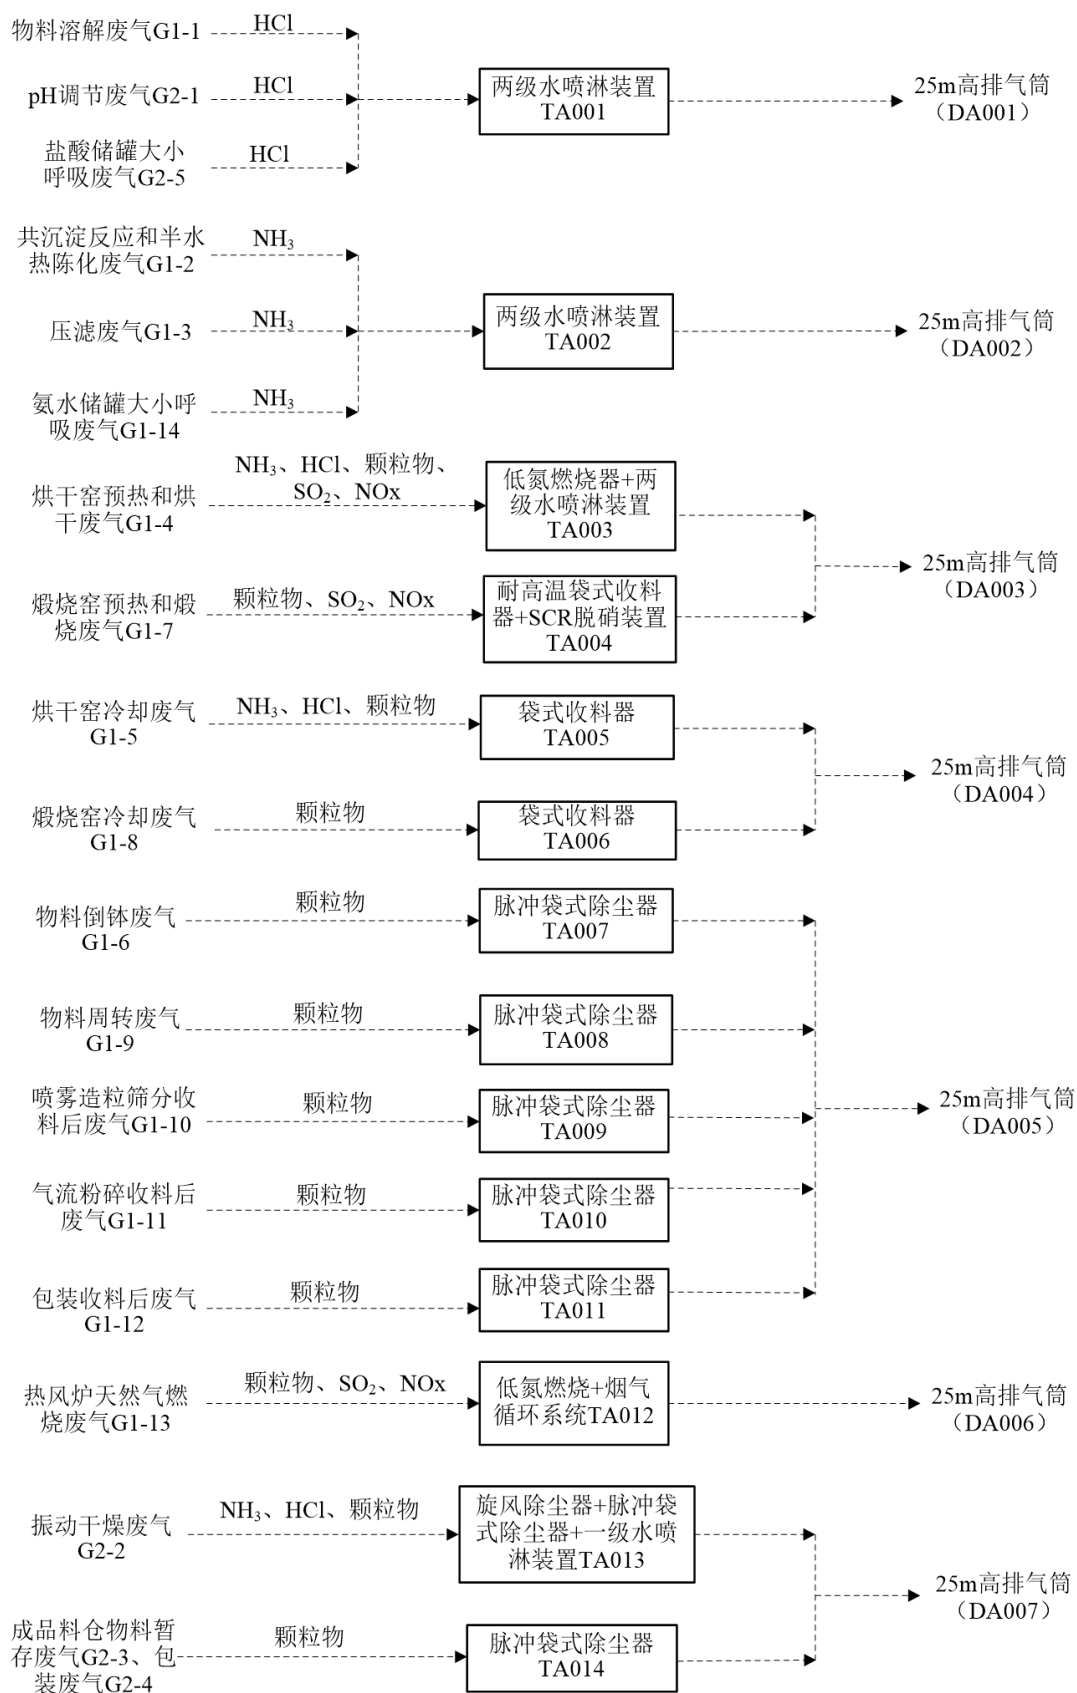 物料溶解废气G1-1
HCl
pH调节废气G2-1
HCl
盐酸储罐大小
呼吸废气G2-5
HCl
两级水喷淋装置
TA001
25m高排气筒
（DA001）
共沉淀反应和半水
热陈化废气G1-2
NH₃
压滤废气G1-3
NH₃
氨水储罐大小呼
吸废气G1-14
NH₃
两级水喷淋装置
TA002
25m高排气筒
（DA002）
烘干窑预热和烘
干废气G1-4
NH₃、HCl、颗粒物、
SO₂、NOx
低氮燃烧器+两
级水喷淋装置
TA003
煅烧窑预热和煅
烧废气G1-7
颗粒物、SO₂、NOx
耐高温袋式收料
器+SCR脱硝装置
TA004
25m高排气筒
（DA003）
烘干窑冷却废气
G1-5
NH₃、HCl、颗粒物
袋式收料器
TA005
煅烧窑冷却废气
G1-8
颗粒物
袋式收料器
TA006
25m高排气筒
（DA004）
物料倒钵废气
G1-6
颗粒物
脉冲袋式除尘器
TA007
物料周转废气
G1-9
颗粒物
脉冲袋式除尘器
TA008
喷雾造粒筛分收
料后废气G1-10
颗粒物
脉冲袋式除尘器
TA009
气流粉碎收料后
废气G1-11
颗粒物
脉冲袋式除尘器
TA010
包装收料后废气
G1-12
颗粒物
脉冲袋式除尘器
TA011
25m高排气筒
（DA005）
热风炉天然气燃
烧废气G1-13
颗粒物、SO₂、NOx
低氮燃烧+烟气
循环系统TA012
25m高排气筒
（DA006）
振动干燥废气
G2-2
NH₃、HCl、颗粒物
旋风除尘器+脉冲袋
式除尘器+一级水喷
淋装置TA013
成品料仓物料暂
存废气G2-3、包
装废气G2-4
颗粒物
脉冲袋式除尘器
TA014
25m高排气筒
（DA007）